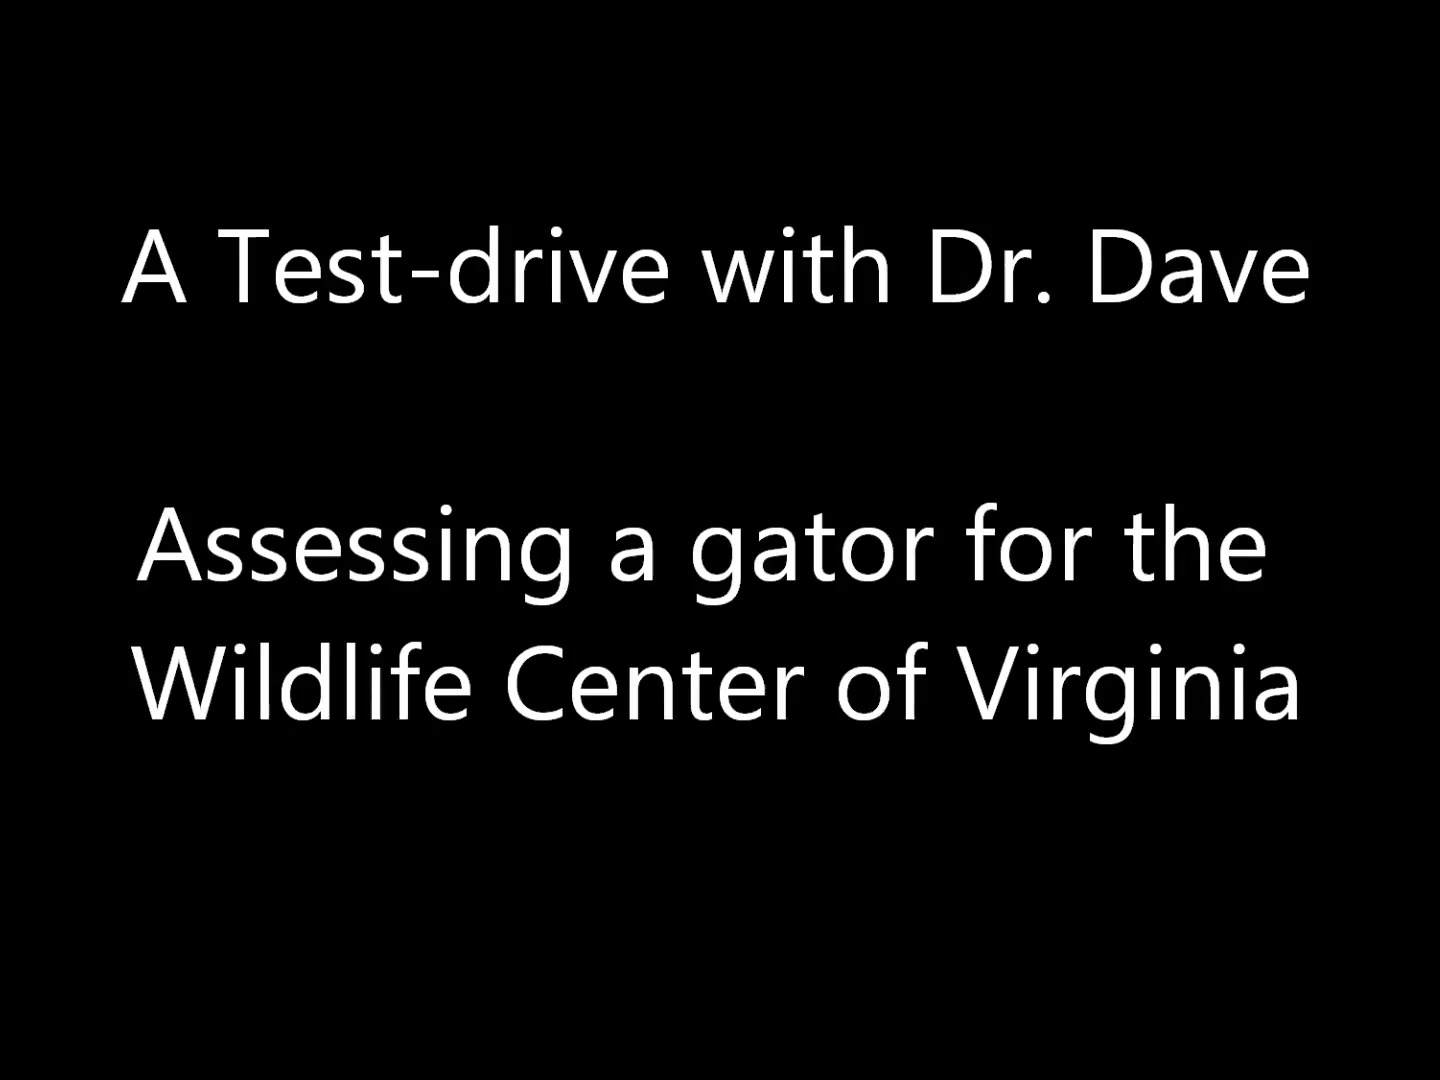 A Test-drive with Dr. Dave
Assessing a gator for the
Wildlife Center of Virginia